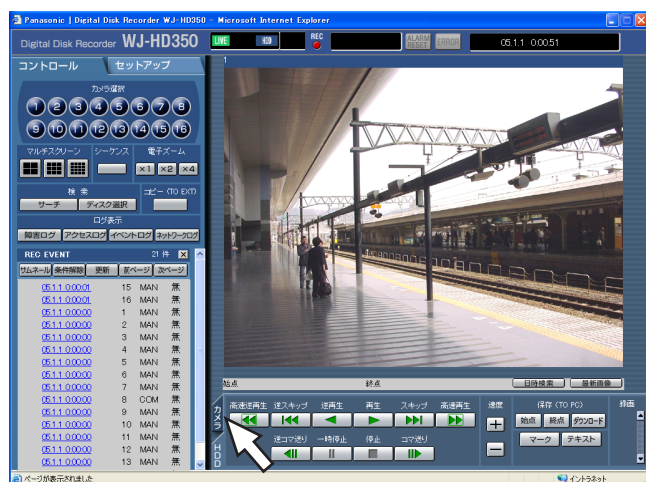 Panasonic | Digital Disk Recorder WJ-HD350 - Microsoft Internet Explorer
Digital Disk Recorder WJ-HD350
LIVE HDD REC ALARM RESET ERROR 05.1.1 0:00:51
コントロール セットアップ
1
カメラ選択
1 2 3 4 5 6 7 8
9 10 11 12 13 14 15 16
マルチスクリーン シーケンス 電子ズーム
×1 ×2 ×4
検索 コピー (TO EXT)
サーチ ディスク選択
ログ表示
障害ログ アクセスログ イベントログ ネットワークログ
REC EVENT 21 件 X
サムネール 条件解除 更新 前ページ 次ページ
05.1.1 0:00:01 15 MAN 無
05.1.1 0:00:01 16 MAN 無
05.1.1 0:00:00 1 MAN 無
05.1.1 0:00:00 2 MAN 無
05.1.1 0:00:00 3 MAN 無
05.1.1 0:00:00 4 MAN 無
05.1.1 0:00:00 5 MAN 無
05.1.1 0:00:00 6 MAN 無
05.1.1 0:00:00 7 MAN 無
05.1.1 0:00:00 8 COM 無
05.1.1 0:00:00 9 MAN 無
05.1.1 0:00:00 10 MAN 無
05.1.1 0:00:00 11 MAN 無
05.1.1 0:00:00 12 MAN 無
05.1.1 0:00:00 13 MAN 無
始点 終点 日時検索 最新画像
カメラ
HDD
高速逆再生 逆スキップ 逆再生 再生 スキップ 高速再生 速度 保存 (TO PC) 録画
始点 終点 ダウンロード
逆コマ送り 一時停止 停止 コマ送り
マーク テキスト
ページが表示されました イントラネット